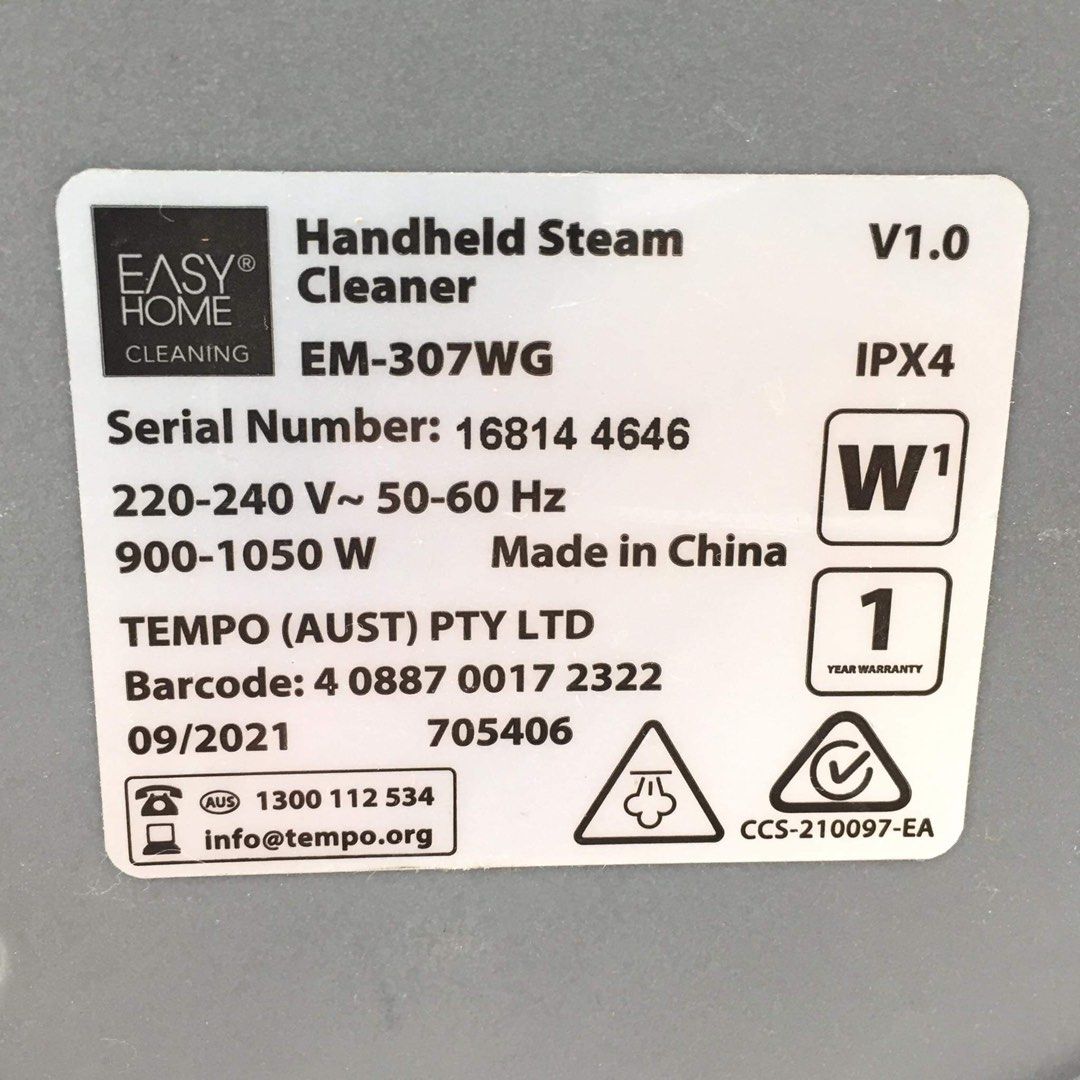 EASY®
HOME
CLEANING
Handheld Steam
Cleaner
V1.0
EM-307WG
IPX4
Serial Number: 16814 4646
W¹
220-240 V~ 50-60 Hz
900-1050 W Made in China
1
YEAR WARRANTY
TEMPO (AUST) PTY LTD
Barcode: 4 0887 0017 2322
09/2021 705406
AUS 1300 112 534
info@tempo.org
CCS-210097-EA